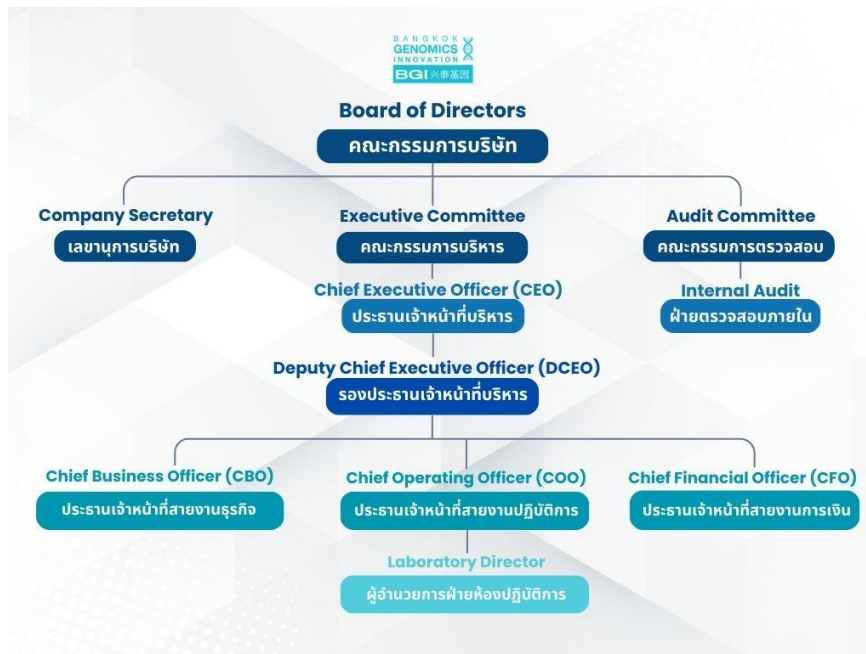 BANGKOK
GENOMICS
INNOVATION
BGI 兴泰基因
Board of Directors
คณะกรรมการบริษัท
Company Secretary
เลขานุการบริษัท
Executive Committee
คณะกรรมการบริหาร
Audit Committee
คณะกรรมการตรวจสอบ
Chief Executive Officer (CEO)
ประธานเจ้าหน้าที่บริหาร
Internal Audit
ฝ่ายตรวจสอบภายใน
Deputy Chief Executive Officer (DCEO)
รองประธานเจ้าหน้าที่บริหาร
Chief Business Officer (CBO)
ประธานเจ้าหน้าที่สายงานธุรกิจ
Chief Operating Officer (COO)
ประธานเจ้าหน้าที่สายงานปฏิบัติการ
Chief Financial Officer (CFO)
ประธานเจ้าหน้าที่สายงานการเงิน
Laboratory Director
ผู้อำนวยการฝ่ายห้องปฏิบัติการ